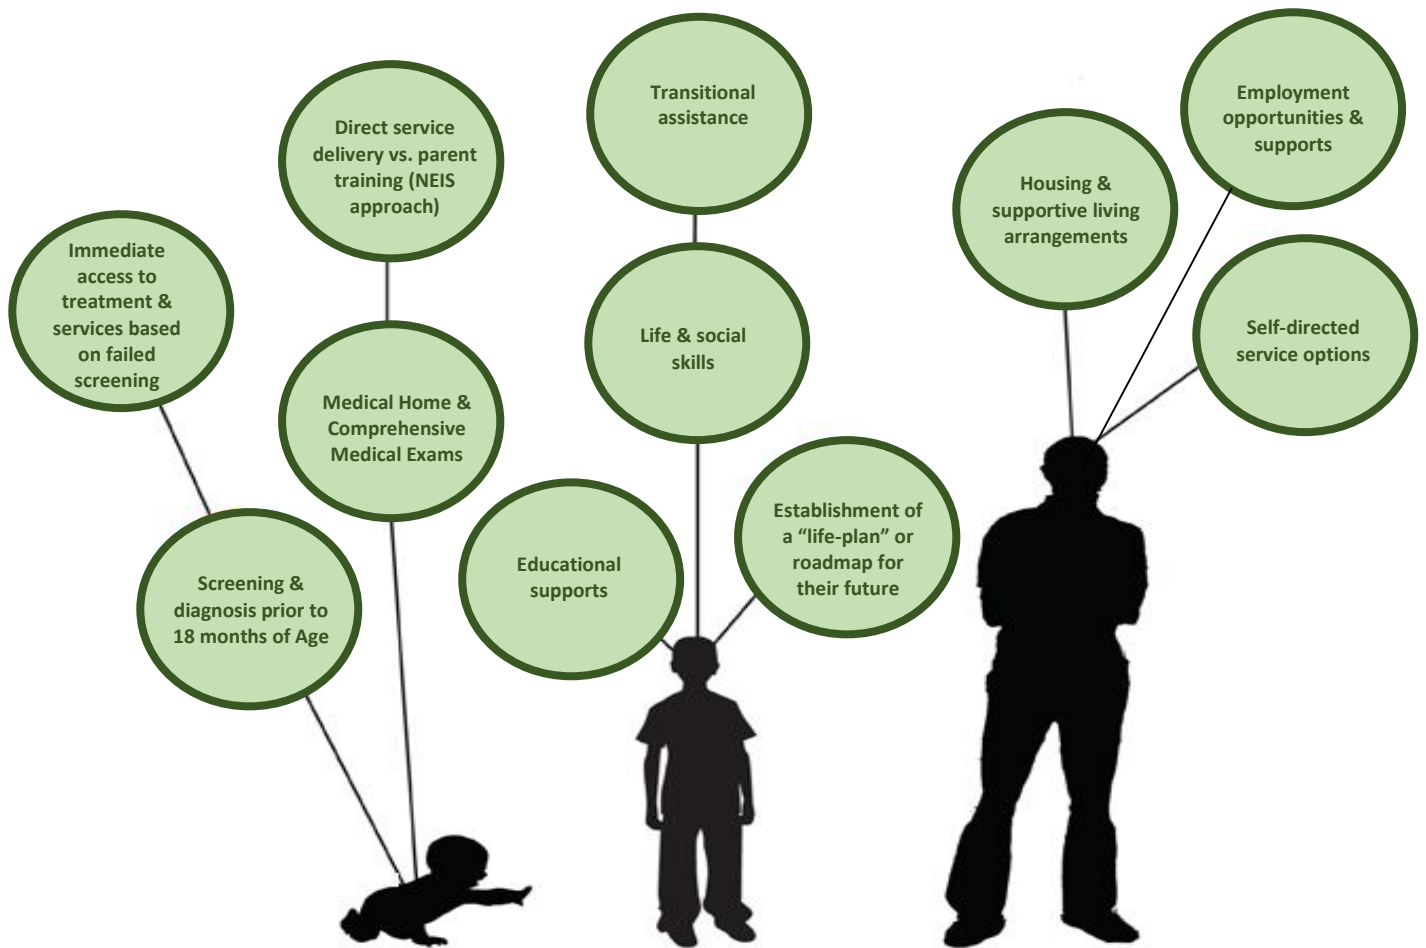 Immediate
access to
treatment &
services based
on failed
screening
Screening &
diagnosis prior to
18 months of Age
Direct service
delivery vs. parent
training (NEIS
approach)
Medical Home &
Comprehensive
Medical Exams
Transitional
assistance
Life & social
skills
Educational
supports
Establishment of
a “life-plan” or
roadmap for
their future
Housing &
supportive living
arrangements
Employment
opportunities &
supports
Self-directed
service options